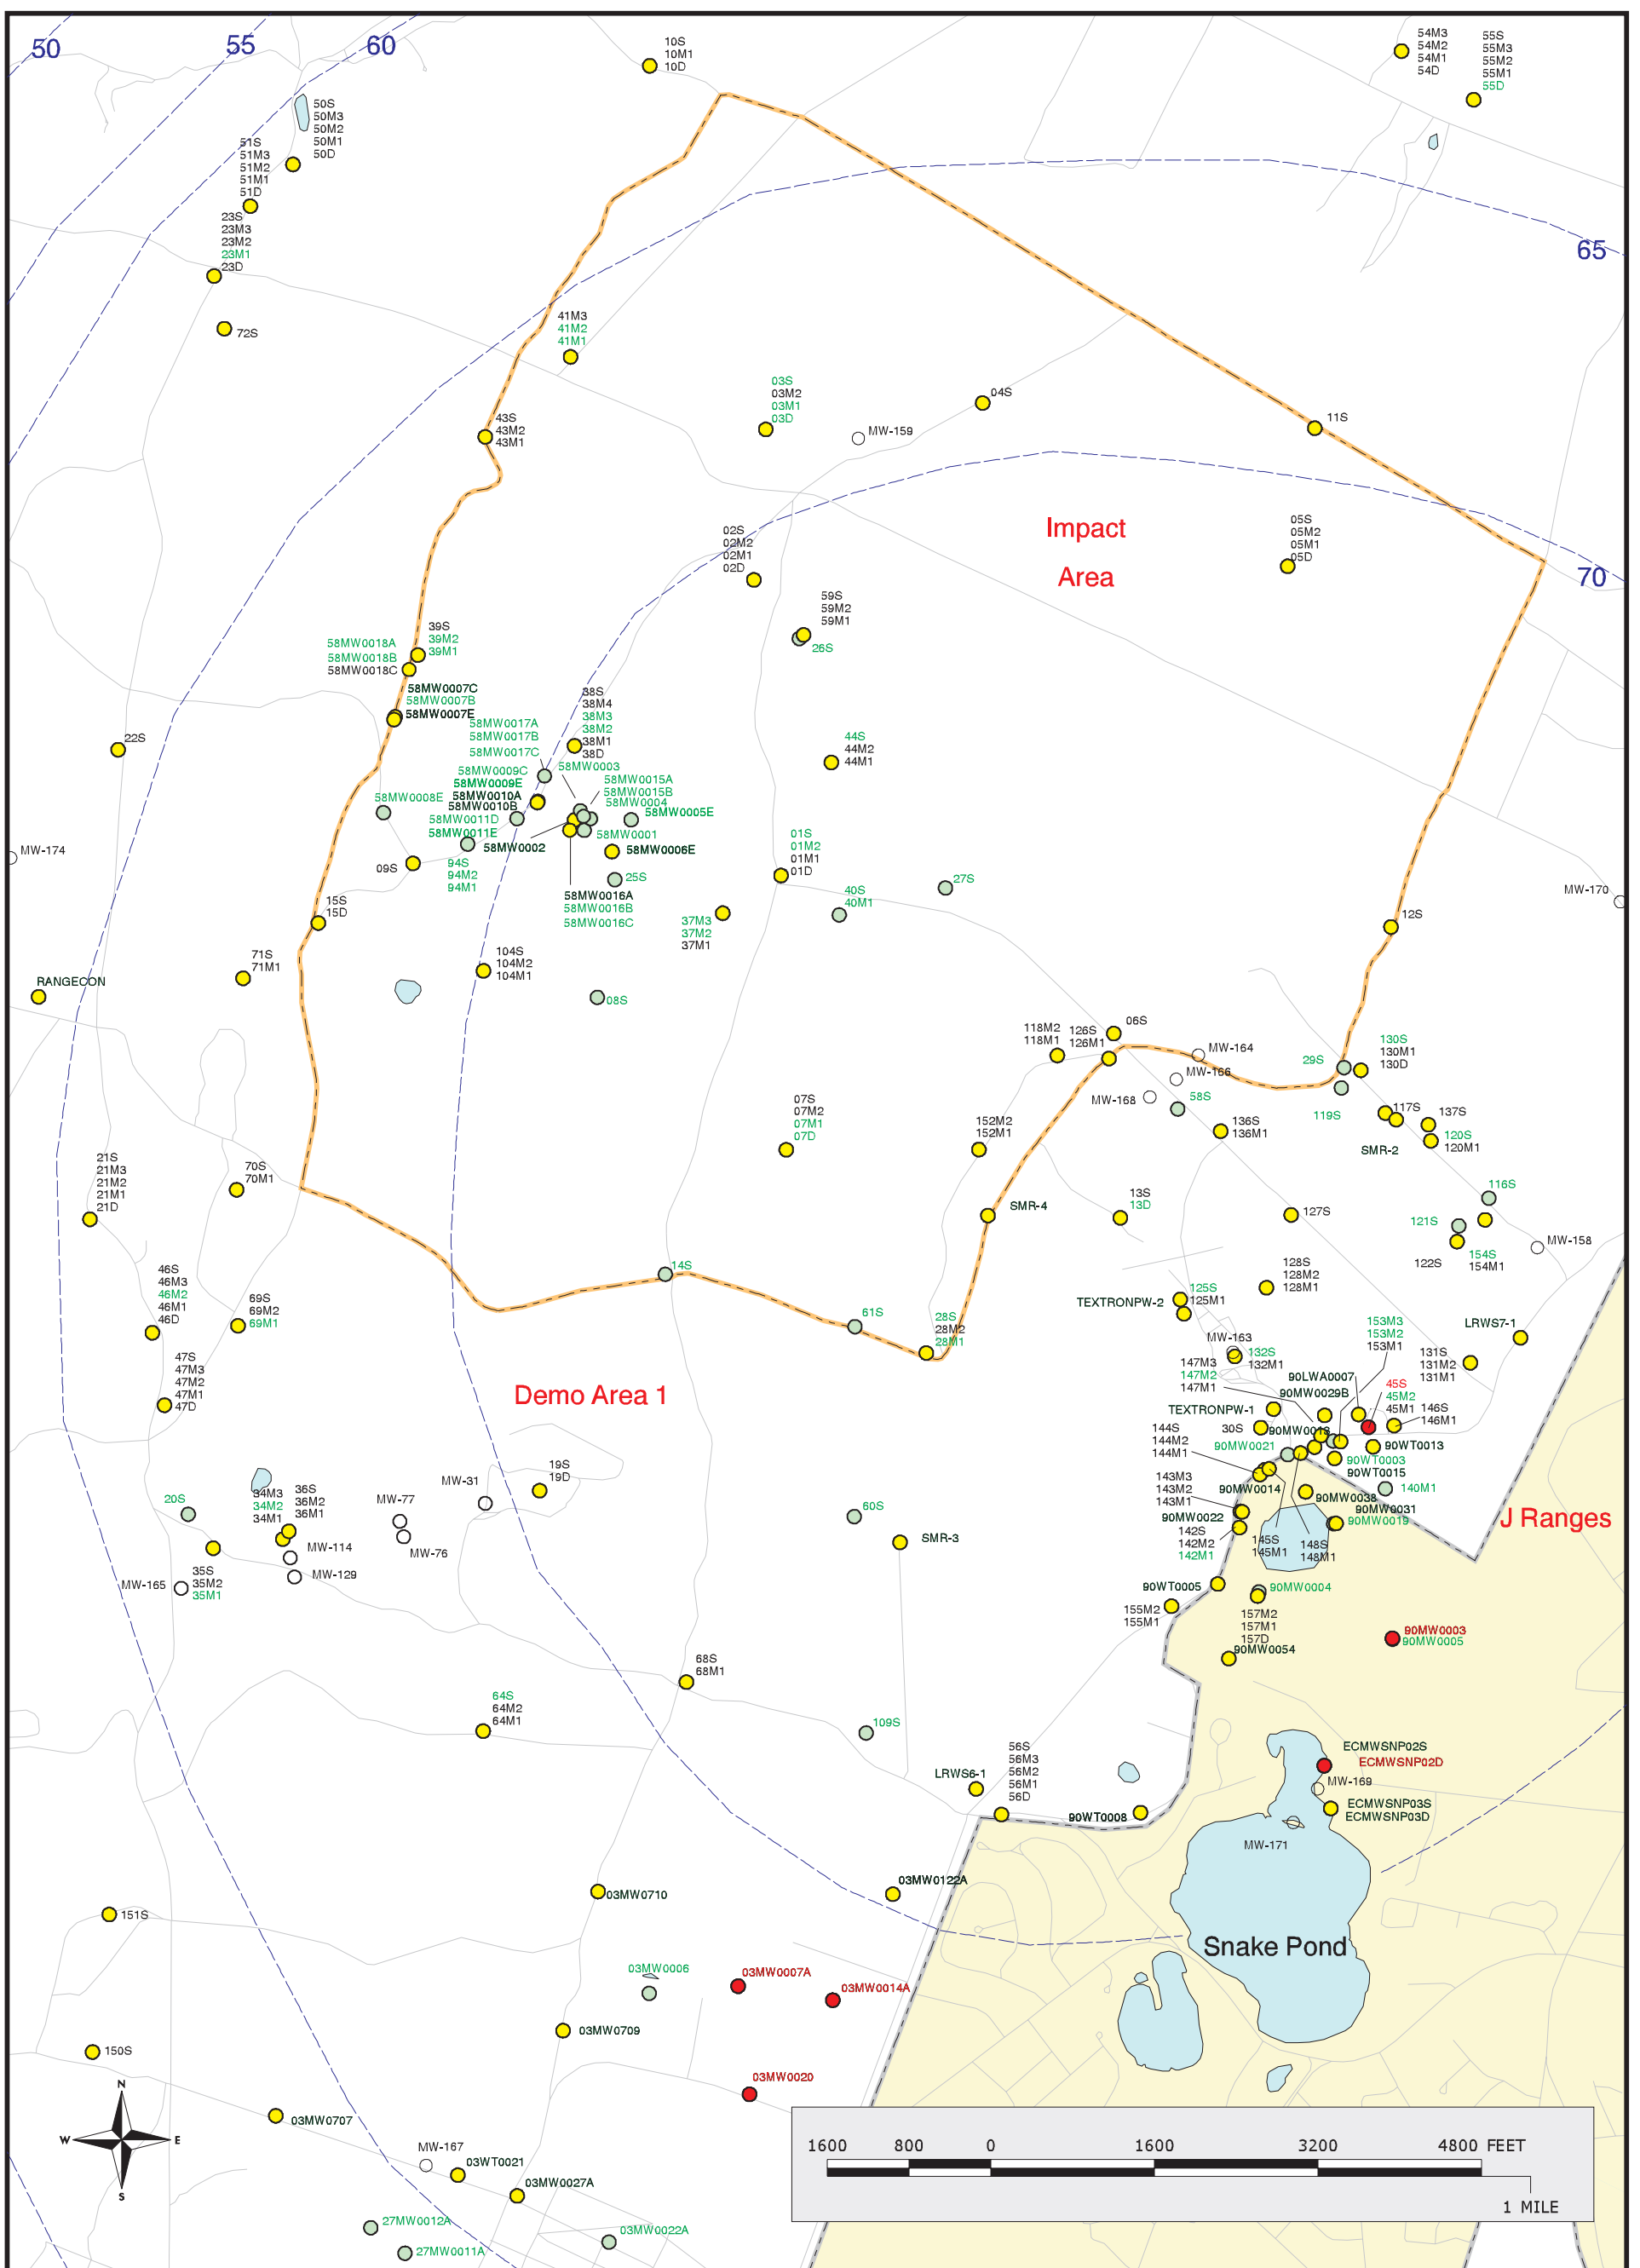 50
55
60
10S
10M1
10D
54M3
54M2
54M1
54D
55S
55M3
55M2
55M1
55D
50S
50M3
50M2
50M1
50D
51S
51M3
51M2
51M1
51D
23S
23M3
23M2
23M1
23D
72S
65
41M3
41M2
41M1
03S
03M2
03M1
03D
04S
MW-159
11S
43S
43M2
43M1
Impact
Area
02S
02M2
02M1
02D
05S
05M2
05M1
05D
70
59S
59M2
59M1
26S
39S
39M2
39M1
58MW0018A
58MW0018B
58MW0018C
58MW0007C
58MW0007B
58MW0007E
22S
38S
38M4
38M3
38M2
38M1
38D
58MW0017A
58MW0017B
58MW0017C
44S
44M2
44M1
58MW0009C
58MW0009E
58MW0003
58MW0015A
58MW0015B
58MW0004
58MW0005E
58MW0008E
58MW0010A
58MW0010B
58MW0011D
58MW0011E
58MW0002
58MW0001
58MW0006E
MW-174
09S
94S
94M2
94M1
25S
01S
01M2
01M1
01D
27S
40S
40M1
MW-170
58MW0016A
58MW0016B
58MW0016C
15S
15D
37M3
37M2
37M1
12S
71S
71M1
104S
104M2
104M1
RANGECON
08S
118M2
118M1
126S
126M1
06S
MW-164
MW-166
MW-168
58S
29S
130S
130M1
130D
119S
117S
137S
120S
120M1
SMR-2
136S
136M1
07S
07M2
07M1
07D
152M2
152M1
21S
21M3
21M2
21M1
21D
70S
70M1
13S
13D
SMR-4
127S
116S
121S
MW-158
122S
154S
154M1
14S
46S
46M3
46M2
46M1
46D
69S
69M2
69M1
128S
128M2
128M1
125S
125M1
TEXTRONPW-2
61S
28S
28M2
28M1
MW-163
132S
132M1
153M3
153M2
153M1
LRWS7-1
131S
131M2
131M1
47S
47M3
47M2
47M1
47D
Demo Area 1
147M3
147M2
147M1
90LWA0007
90MW0029B
45S
45M2
45M1
146S
146M1
TEXTRONPW-1
30S
90MW0013
90MW0021
90WT0013
90WT0003
90WT0015
140M1
144S
144M2
144M1
143M3
143M2
143M1
90MW0014
90MW0038
90MW0031
90MW0019
J Ranges
90MW0022
142S
142M2
142M1
145S
145M1
148S
148M1
19S
19D
MW-31
MW-77
MW-76
20S
34M3
34M2
34M1
36S
36M2
36M1
MW-114
MW-129
MW-165
35S
35M2
35M1
60S
SMR-3
90WT0005
155M2
155M1
90MW0004
157M2
157M1
157D
90MW0054
90MW0003
90MW0005
68S
68M1
64S
64M2
64M1
109S
56S
56M3
56M2
56M1
56D
LRWS6-1
90WT0008
ECMWSNP02S
ECMWSNP02D
MW-169
ECMWSNP03S
ECMWSNP03D
MW-171
03MW0710
03MW0122A
151S
Snake Pond
03MW0006
03MW0007A
03MW0014A
03MW0709
150S
03MW0020
03MW0707
N
W
E
S
MW-167
03WT0021
03MW0027A
27MW0012A
27MW0011A
03MW0022A
1600 800 0 1600 3200 4800 FEET
1 MILE